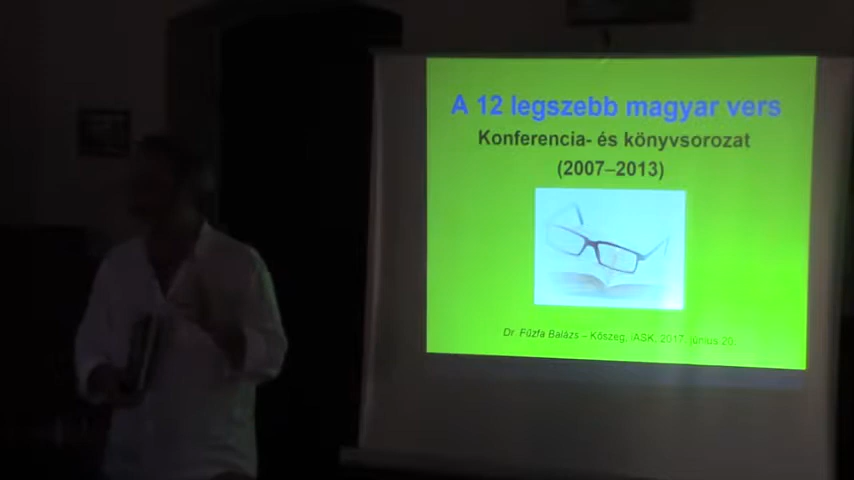 A 12 legszebb magyar vers
Konferencia- és könyvsorozat
(2007–2013)
Dr. Fűzfa Balázs – Kőszeg, iASK, 2017. június 20.